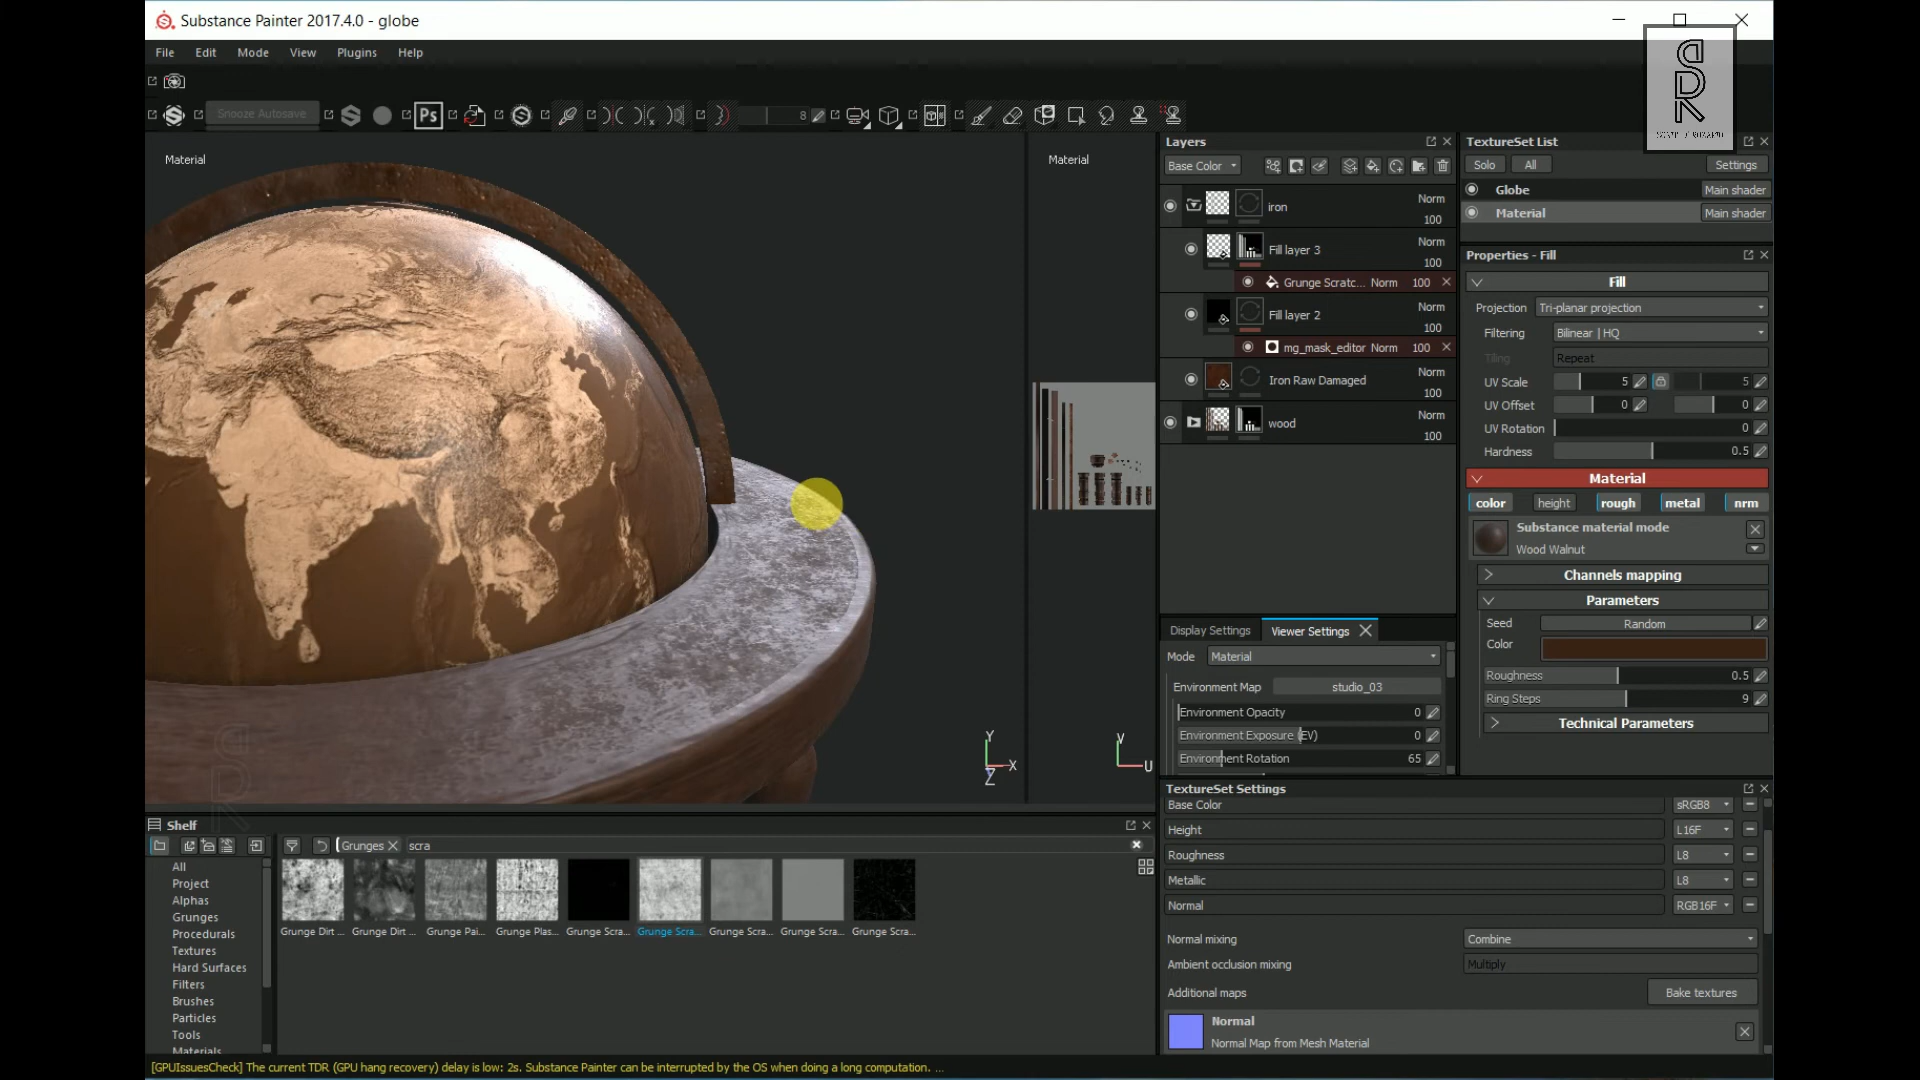 Substance Painter 2017.4.0 - globe
File Edit Mode View Plugins Help
Snooze Autosave
Ps
8
Material
Material
Layers
Base Color
iron Norm 100
Fill layer 3 Norm 100
Grunge Scratc... Norm 100
Fill layer 2 Norm 100
mg_mask_editor Norm 100
Iron Raw Damaged Norm 100
wood Norm 100
TextureSet List
Solo All Settings
Globe Main shader
Material Main shader
Properties - Fill
Fill
Projection Tri-planar projection
Filtering Bilinear | HQ
Tiling Repeat
UV Scale 5 5
UV Offset 0 0
UV Rotation 0
Hardness 0.5
Material
color height rough metal nrm
Substance material mode
Wood Walnut
Channels mapping
Parameters
Seed Random
Color
Roughness 0.5
Ring Steps 9
Technical Parameters
Display Settings Viewer Settings
Mode Material
Environment Map studio_03
Environment Opacity 0
Environment Exposure (EV) 0
Environment Rotation 65
Y
X
Z
V
U
TextureSet Settings
Base Color sRGB8
Height L16F
Roughness L8
Metallic L8
Normal RGB16F
Normal mixing Combine
Ambient occlusion mixing Multiply
Additional maps Bake textures
Normal
Normal Map from Mesh Material
Shelf
Grunges scra
All
Project
Alphas
Grunges
Procedurals
Textures
Hard Surfaces
Filters
Brushes
Particles
Tools
Materials
Grunge Dirt ... Grunge Dirt ... Grunge Pai... Grunge Plas... Grunge Scra... Grunge Scra... Grunge Scra... Grunge Scra... Grunge Scra...
[GPUIssuesCheck] The current TDR (GPU hang recovery) delay is low: 2s. Substance Painter can be interrupted by the OS when doing a long computation. ...